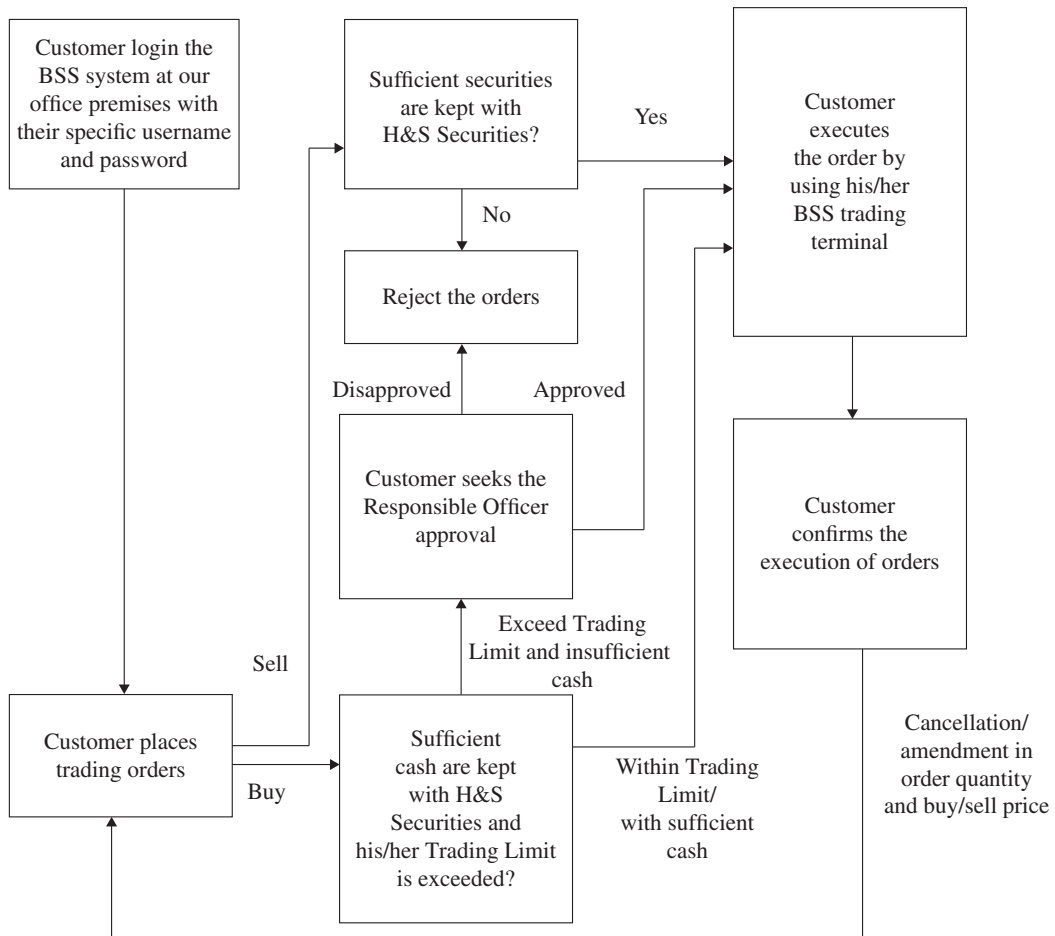 Customer login the
BSS system at our
office premises with
their specific username
and password
Sufficient securities
are kept with
H&S Securities?
Yes
Customer
executes
the order by
using his/her
BSS trading
terminal
No
Reject the orders
Disapproved
Approved
Customer seeks the
Responsible Officer
approval
Customer
confirms the
execution of orders
Exceed Trading
Limit and insufficient
cash
Sell
Customer places
trading orders
Buy
Sufficient
cash are kept
with H&S
Securities and
his/her Trading Limit
is exceeded?
Within Trading
Limit/
with sufficient
cash
Cancellation/
amendment in
order quantity
and buy/sell price